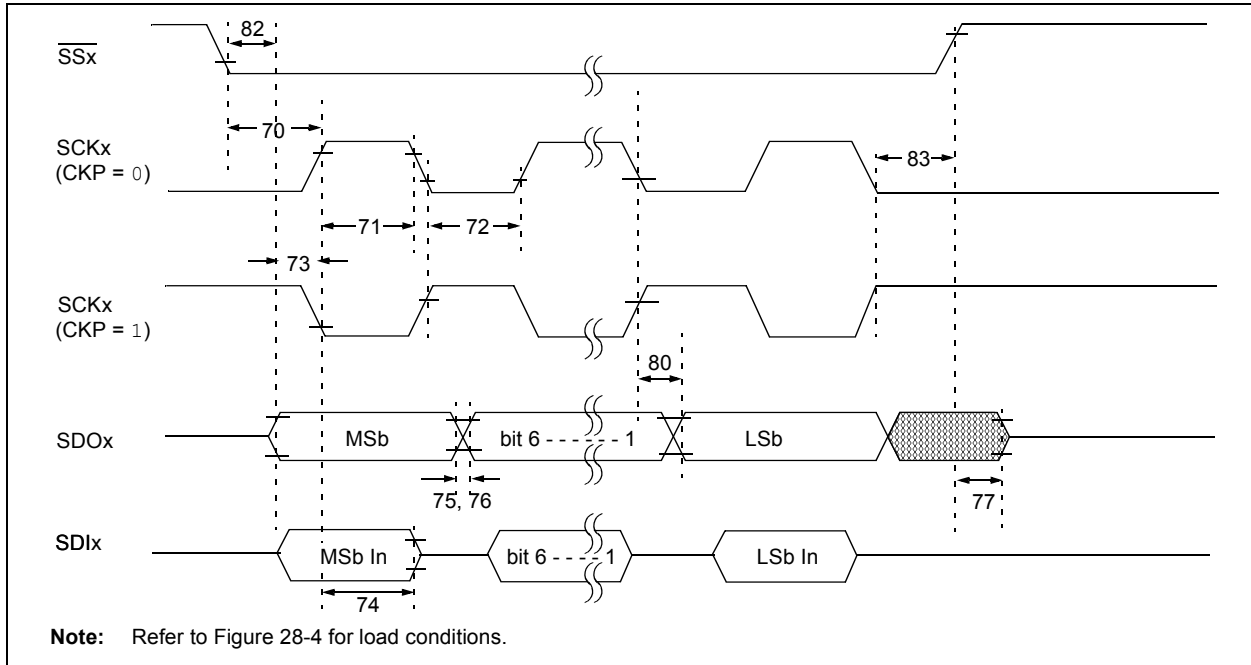 82
SSx
70
SCKx
(CKP = 0)
83
71
72
73
SCKx
(CKP = 1)
80
SDOx
MSb
bit 6 - - - - - - 1
LSb
75, 76
77
SDIx
MSb In
bit 6 - - - - 1
LSb In
74
Note: Refer to Figure 28-4 for load conditions.